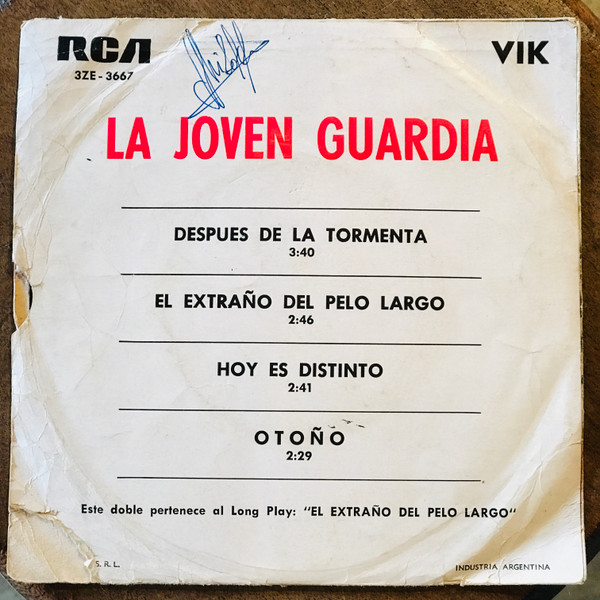 RCA
VIK
3ZE - 3667
LA JOVEN GUARDIA
DESPUES DE LA TORMENTA
3:40
EL EXTRAÑO DEL PELO LARGO
2:46
HOY ES DISTINTO
2:41
OTOÑO
2:29
Este doble pertenece al Long Play: "EL EXTRAÑO DEL PELO LARGO"
S. R. L.
INDUSTRIA ARGENTINA